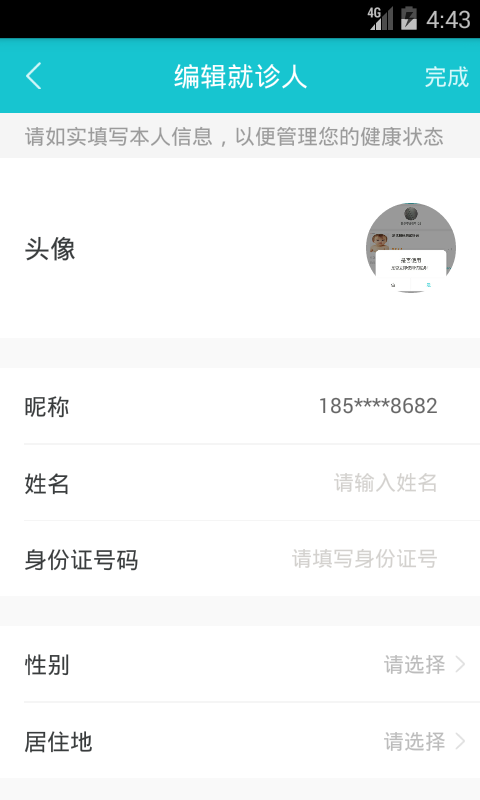 4G 4:43
编辑就诊人 完成
请如实填写本人信息，以便管理您的健康状态
头像
昵称 185****8682
姓名 请输入姓名
身份证号码 请填写身份证号
性别 请选择
居住地 请选择